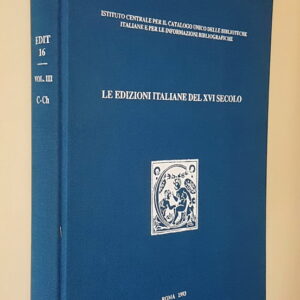 EDIT
16
VOL. III
C-Ch
ISTITUTO CENTRALE PER IL CATALOGO UNICO DELLE BIBLIOTECHE
ITALIANE E PER LE INFORMAZIONI BIBLIOGRAFICHE
LE EDIZIONI ITALIANE DEL XVI SECOLO
ROMA 1993